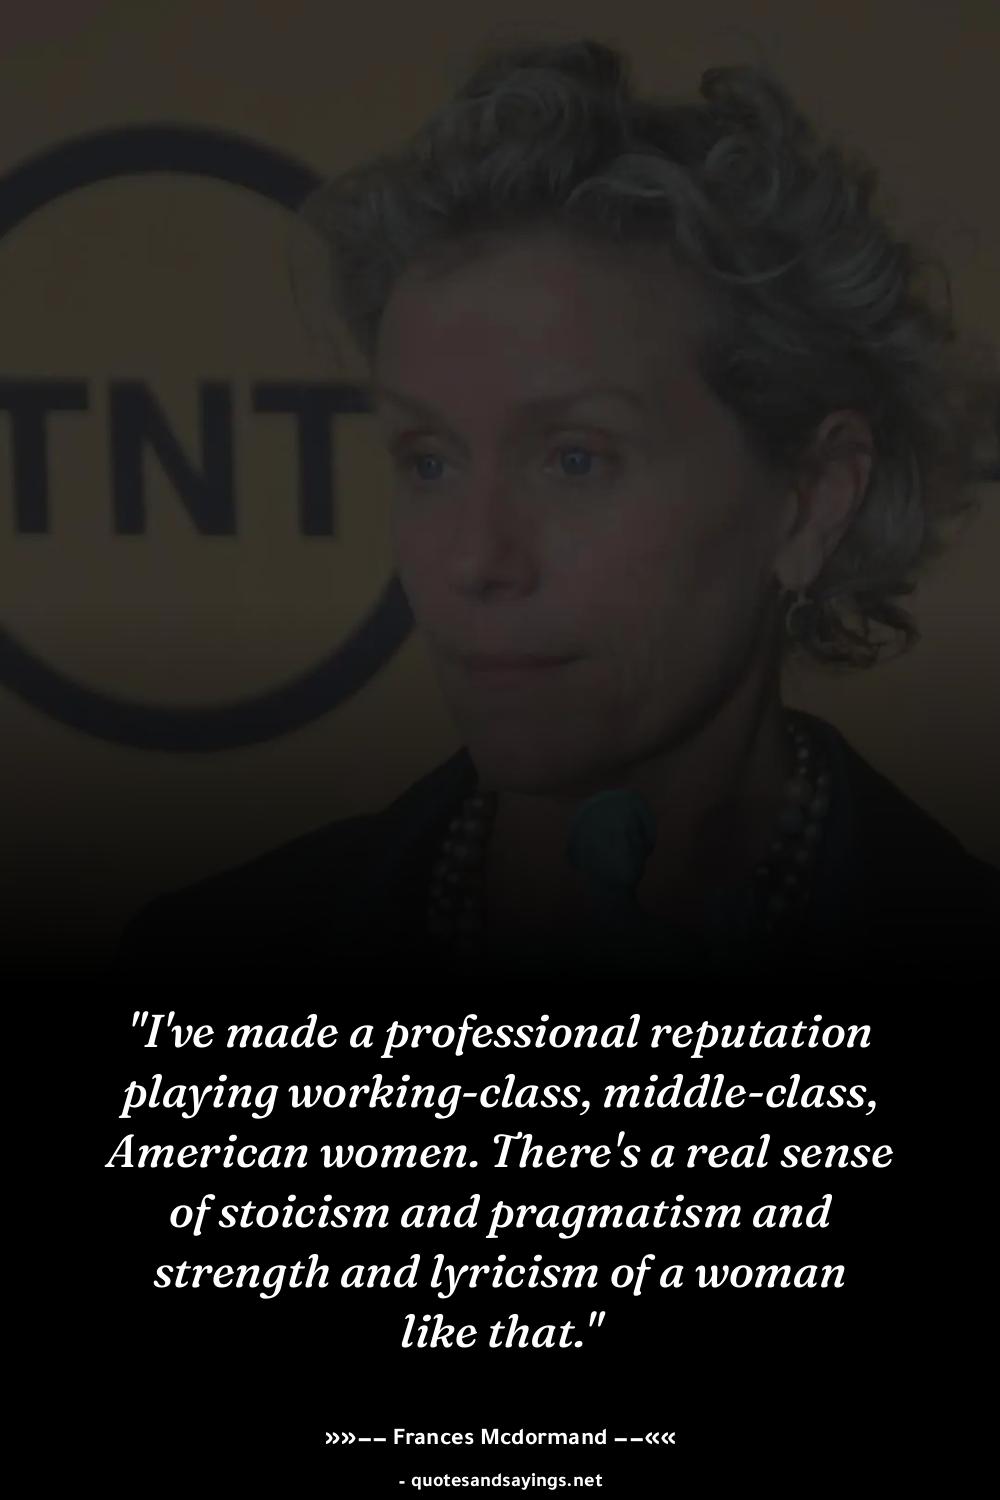 TNT
"I've made a professional reputation
playing working-class, middle-class,
American women. There's a real sense
of stoicism and pragmatism and
strength and lyricism of a woman
like that."
»»–– Frances Mcdormand ––««
- quotesandsayings.net